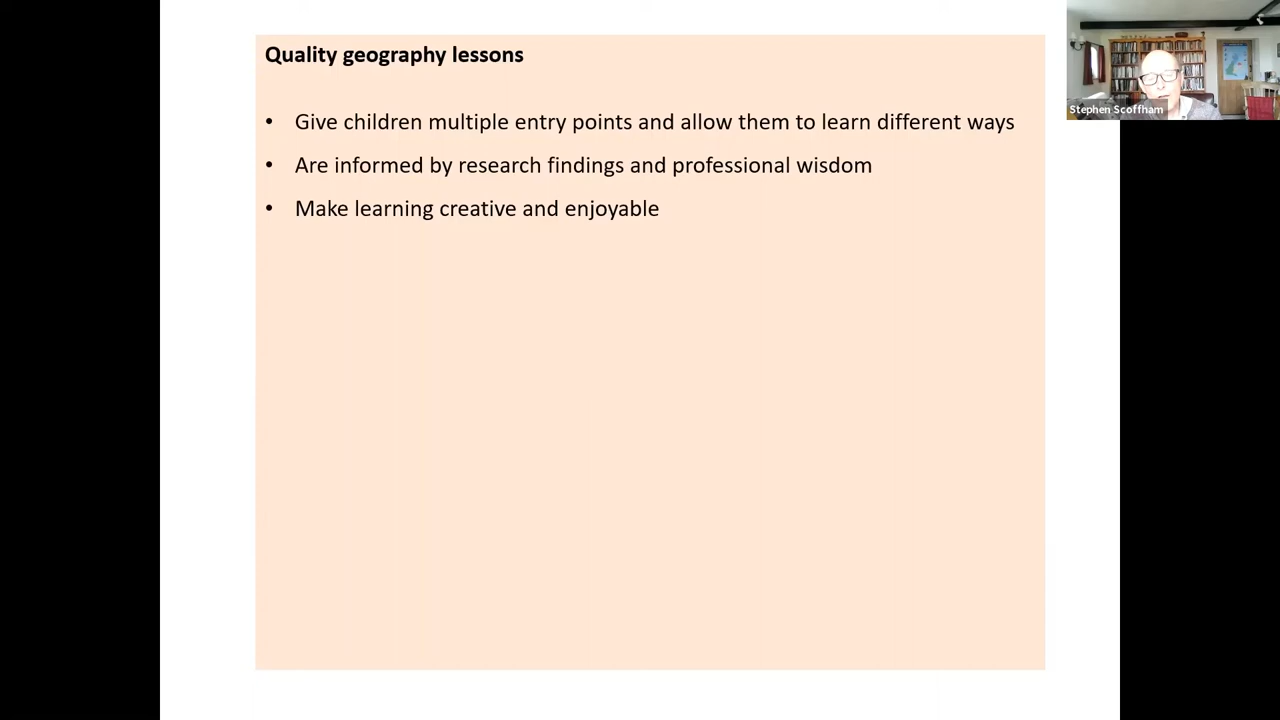 Quality geography lessons
• Give children multiple entry points and allow them to learn different ways
• Are informed by research findings and professional wisdom
• Make learning creative and enjoyable
Stephen Scoffham